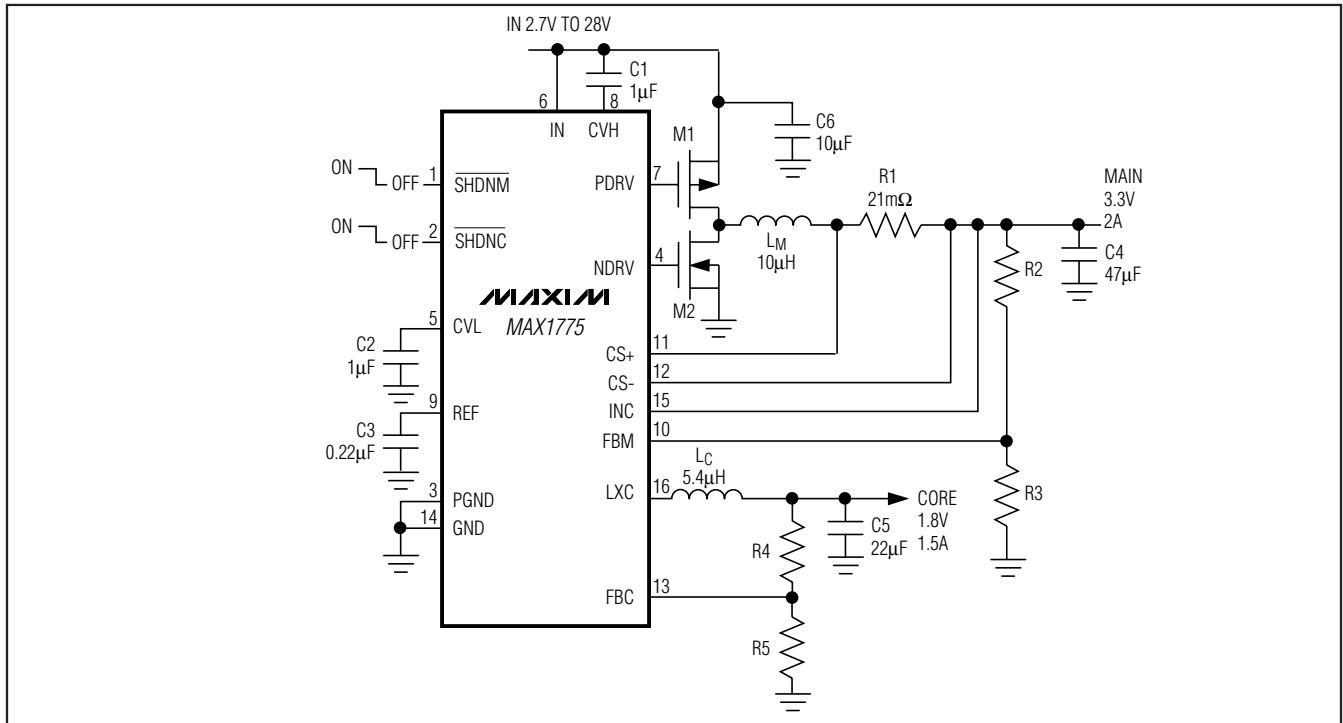 IN 2.7V TO 28V
C1
1µF
6
8
IN
CVH
C6
10µF
M1
ON
OFF
1
SHDNM
PDRV
7
R1
21mΩ
MAIN
3.3V
2A
ON
OFF
2
SHDNC
LM
10µH
NDRV
4
R2
C4
47µF
MAXIM
MAX1775
M2
5
CVL
C2
1µF
CS+
11
CS-
12
INC
15
FBM
10
9
REF
C3
0.22µF
LC
5.4µH
LXC
16
CORE
1.8V
1.5A
R3
3
PGND
14
GND
C5
22µF
R4
FBC
13
R5